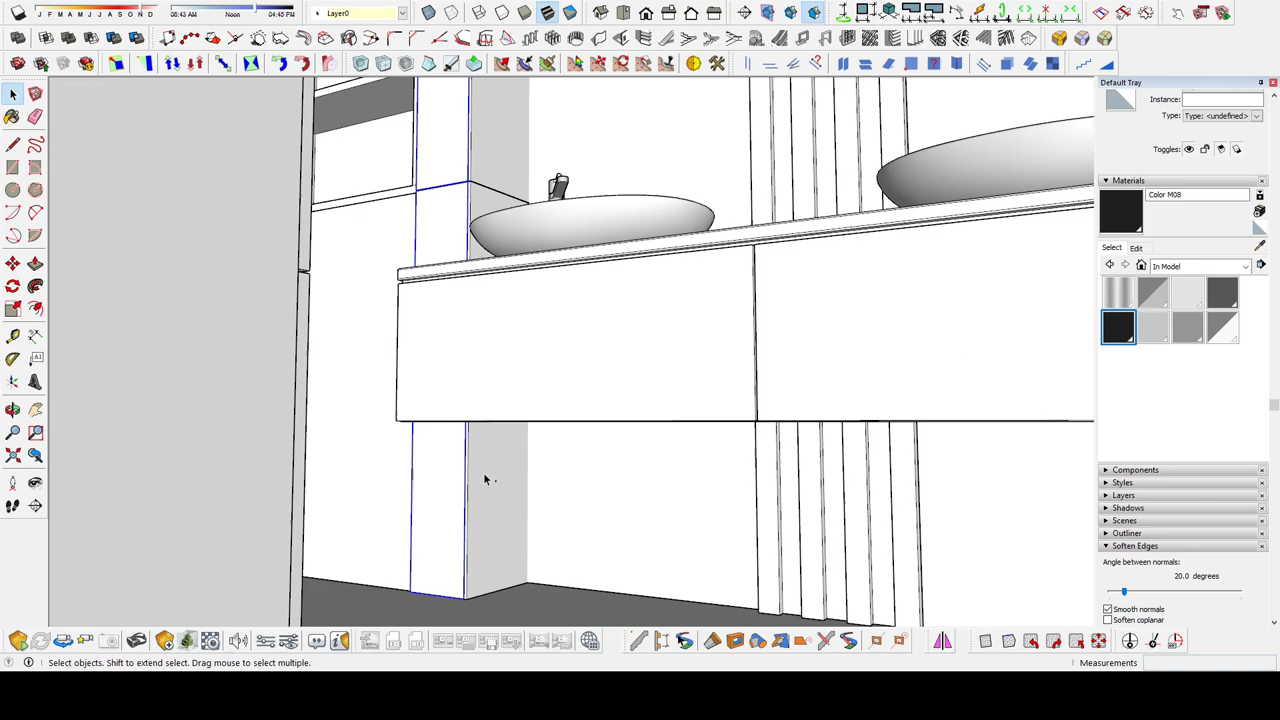 J F M A M J J A S O N D
06:43 AM Noon 04:45 PM
Layer0
Default Tray
Instance:
Type: Type: <undefined>
Toggles:
Materials
Color M08
Select Edit
In Model
Components
Styles
Layers
Shadows
Scenes
Outliner
Soften Edges
Angle between normals:
20.0 degrees
Smooth normals
Soften coplanar
Select objects. Shift to extend select. Drag mouse to select multiple.
Measurements